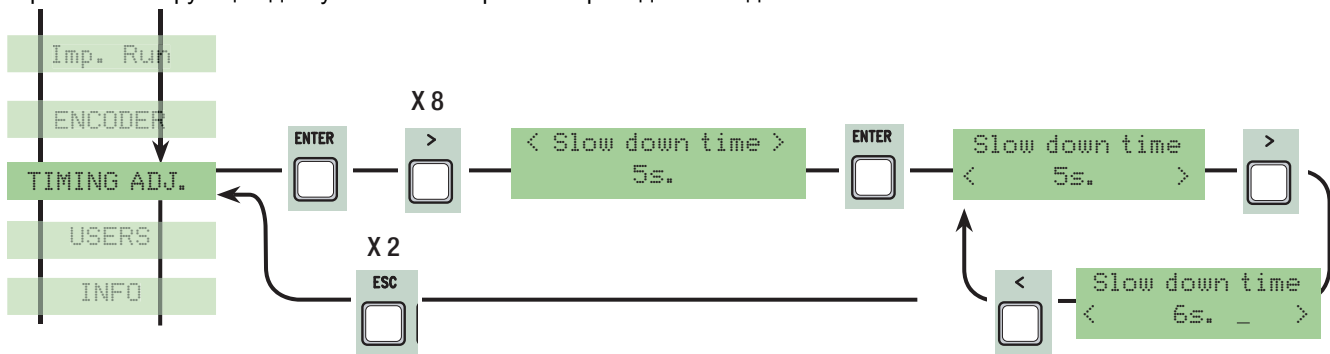 Imp. Run
ENCODER
TIMING ADJ.
USERS
INFO
ENTER
X 8
>
< Slow down time >
5s.
ENTER
Slow down time
< 5s. >
>
X 2
ESC
<
Slow down time
< 6s. _ >